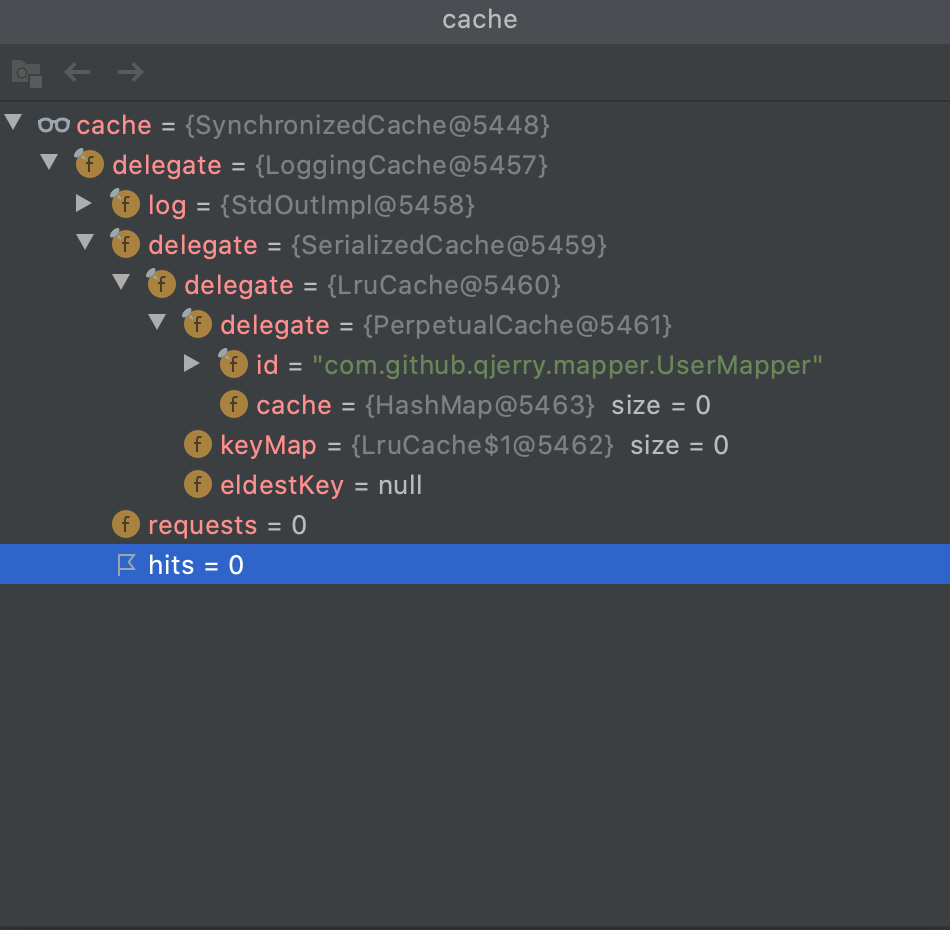 cache
cache = {SynchronizedCache@5448}
delegate = {LoggingCache@5457}
log = {StdOutImpl@5458}
delegate = {SerializedCache@5459}
delegate = {LruCache@5460}
delegate = {PerpetualCache@5461}
id = "com.github.qjerry.mapper.UserMapper"
cache = {HashMap@5463} size = 0
keyMap = {LruCache$1@5462} size = 0
eldestKey = null
requests = 0
hits = 0